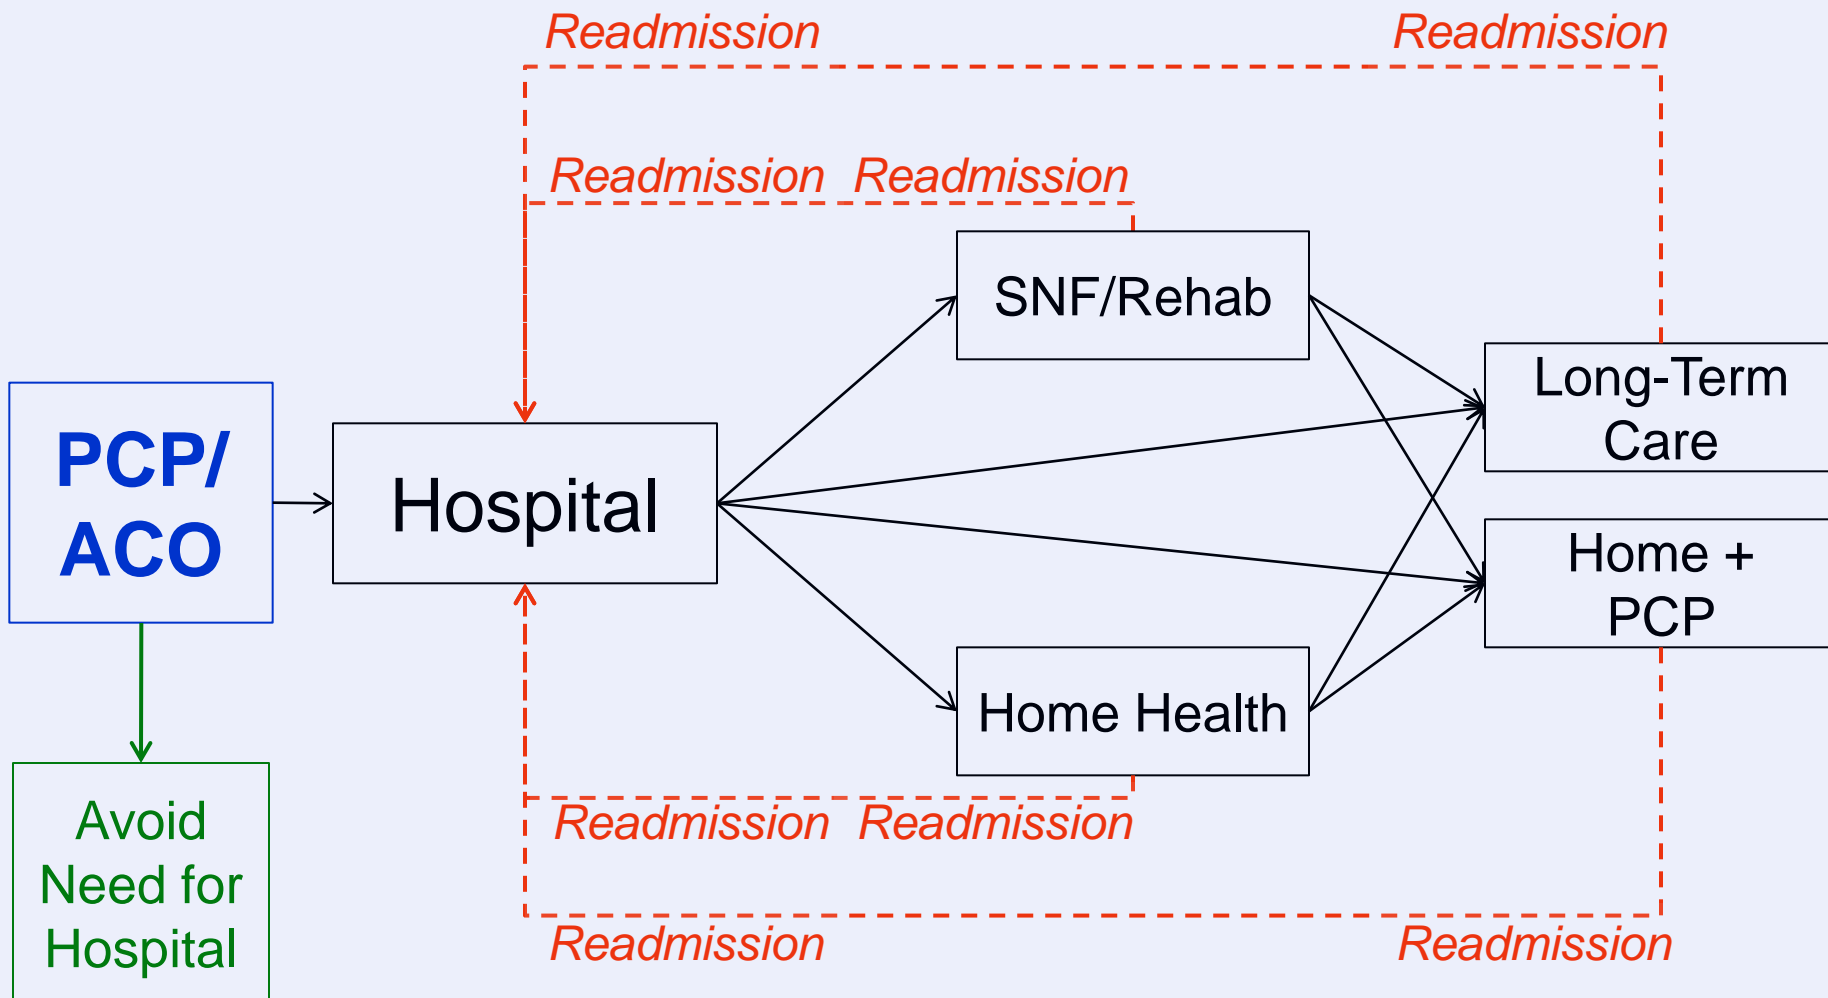 Readmission Readmission
Readmission Readmission
SNF/Rehab
Long-Term
Care
PCP/
ACO
Hospital
Home +
PCP
Home Health
Readmission Readmission
Avoid
Need for
Hospital
Readmission Readmission